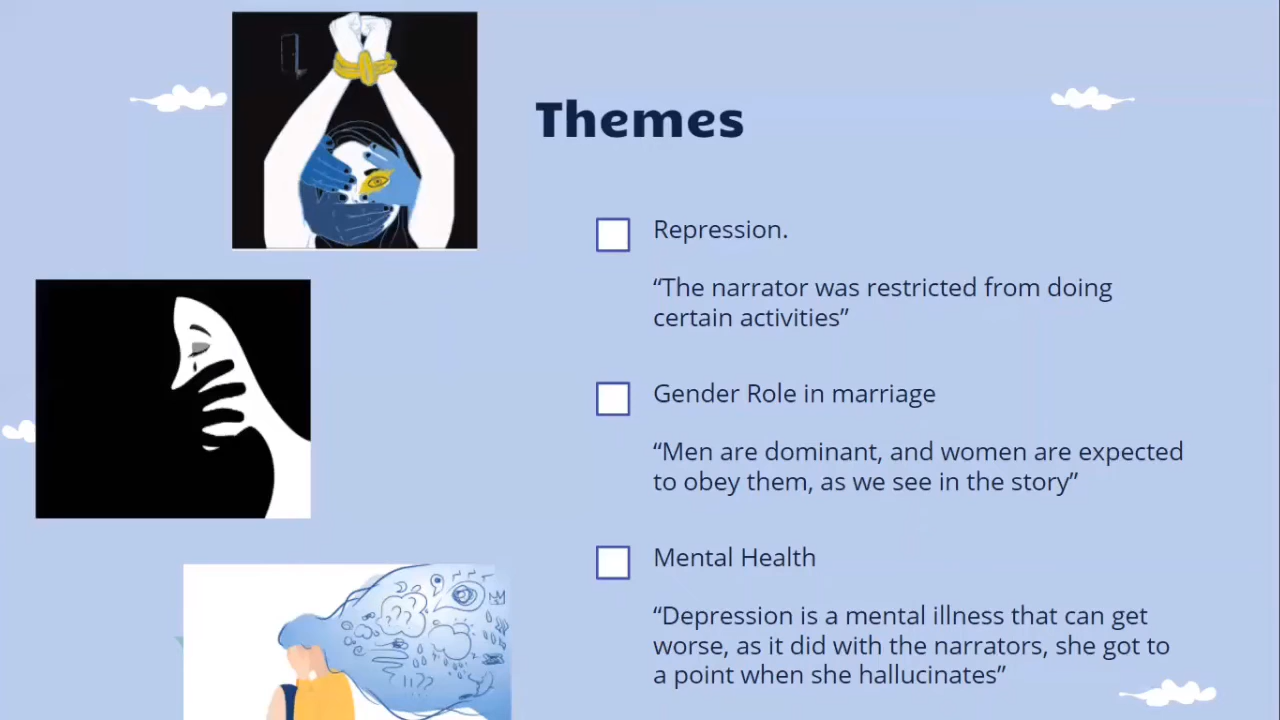 Themes
Repression.
“The narrator was restricted from doing
certain activities”
Gender Role in marriage
“Men are dominant, and women are expected
to obey them, as we see in the story”
Mental Health
“Depression is a mental illness that can get
worse, as it did with the narrators, she got to
a point when she hallucinates”